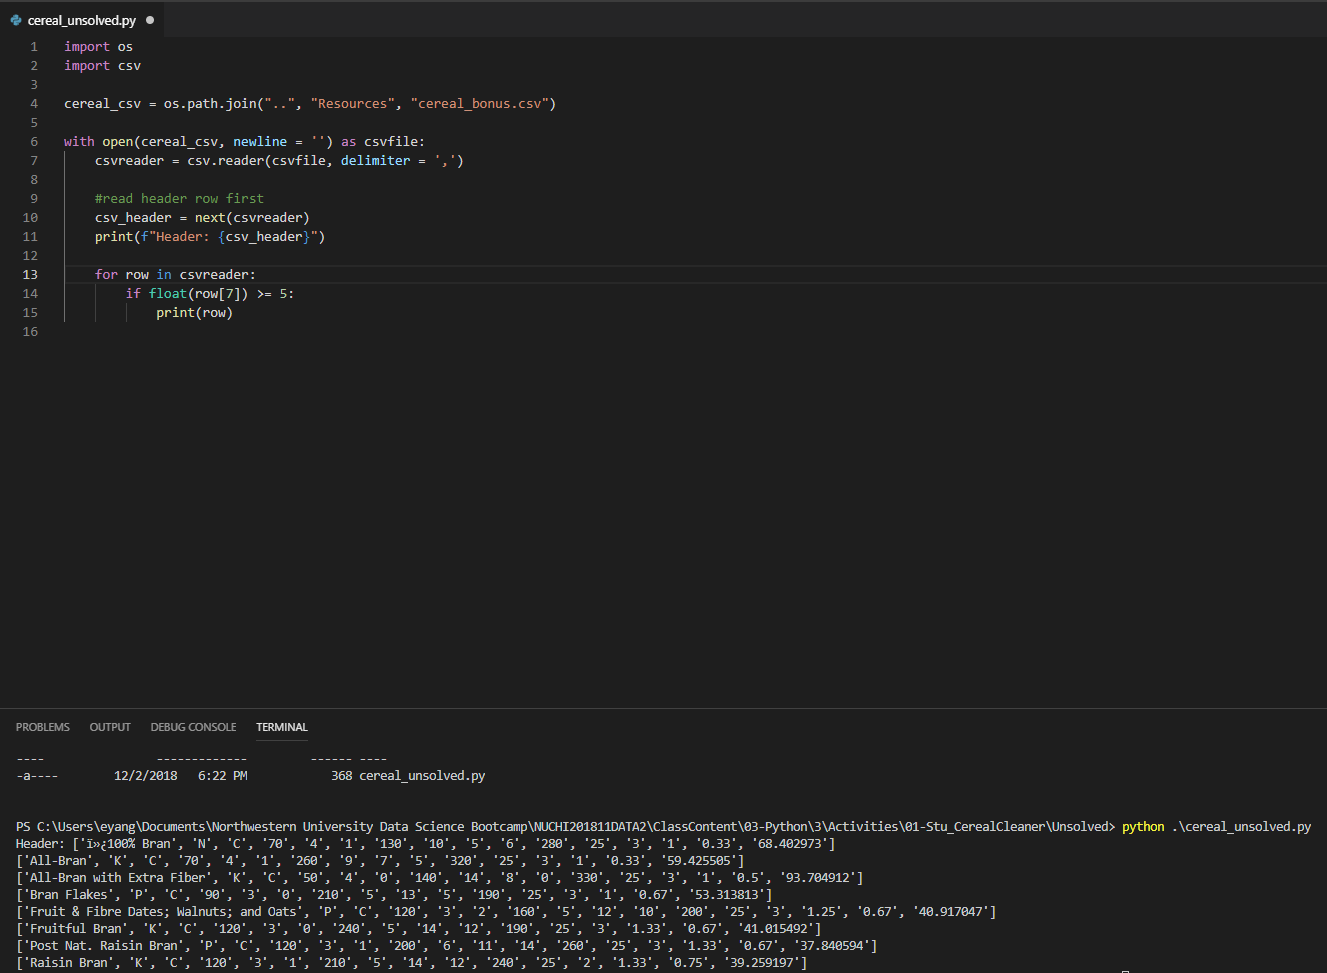 cereal_unsolved.py
1 import os
2 import csv
3
4 cereal_csv = os.path.join("..", "Resources", "cereal_bonus.csv")
5
6 with open(cereal_csv, newline = '') as csvfile:
7 csvreader = csv.reader(csvfile, delimiter = ',')
8
9 #read header row first
10 csv_header = next(csvreader)
11 print(f"Header: {csv_header}")
12
13 for row in csvreader:
14 if float(row[7]) >= 5:
15 print(row)
16
PROBLEMS OUTPUT DEBUG CONSOLE TERMINAL
---- ------------- ------ ----
-a---- 12/2/2018 6:22 PM 368 cereal_unsolved.py
PS C:\Users\eyang\Documents\Northwestern University Data Science Bootcamp\NUCHI201811DATA2\ClassContent\03-Python\3\Activities\01-Stu_CerealCleaner\Unsolved> python .\cereal_unsolved.py
Header: ['ï»¿100% Bran', 'N', 'C', '70', '4', '1', '130', '10', '5', '6', '280', '25', '3', '1', '0.33', '68.402973']
['All-Bran', 'K', 'C', '70', '4', '1', '260', '9', '7', '5', '320', '25', '3', '1', '0.33', '59.425505']
['All-Bran with Extra Fiber', 'K', 'C', '50', '4', '0', '140', '14', '8', '0', '330', '25', '3', '1', '0.5', '93.704912']
['Bran Flakes', 'P', 'C', '90', '3', '0', '210', '5', '13', '5', '190', '25', '3', '1', '0.67', '53.313813']
['Fruit & Fibre Dates; Walnuts; and Oats', 'P', 'C', '120', '3', '2', '160', '5', '12', '10', '200', '25', '3', '1.25', '0.67', '40.917047']
['Fruitful Bran', 'K', 'C', '120', '3', '0', '240', '5', '14', '12', '190', '25', '3', '1.33', '0.67', '41.015492']
['Post Nat. Raisin Bran', 'P', 'C', '120', '3', '1', '200', '6', '11', '14', '260', '25', '3', '1.33', '0.67', '37.840594']
['Raisin Bran', 'K', 'C', '120', '3', '1', '210', '5', '14', '12', '240', '25', '2', '1.33', '0.75', '39.259197']